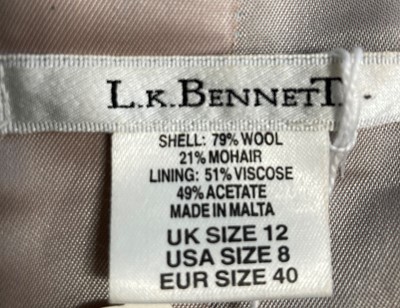 L.K.BENNETT
SHELL: 79% WOOL
21% MOHAIR
LINING: 51% VISCOSE
49% ACETATE
MADE IN MALTA
UK SIZE 12
USA SIZE 8
EUR SIZE 40